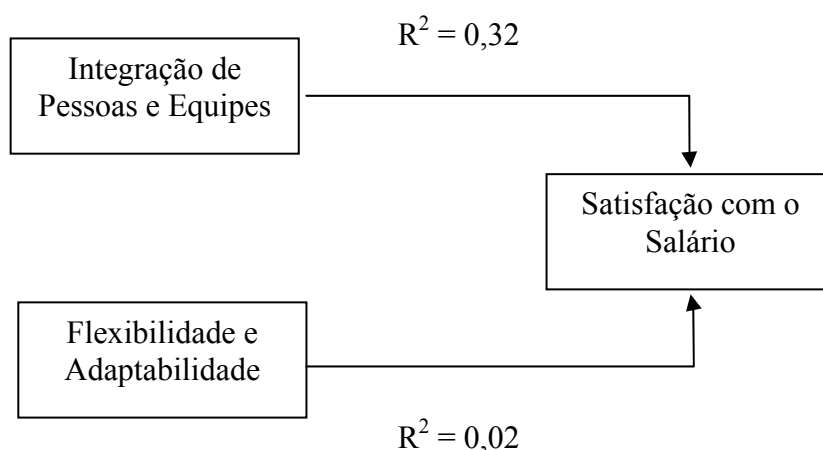 R² = 0,32
Integração de
Pessoas e Equipes
Satisfação com o
Salário
Flexibilidade e
Adaptabilidade
R² = 0,02